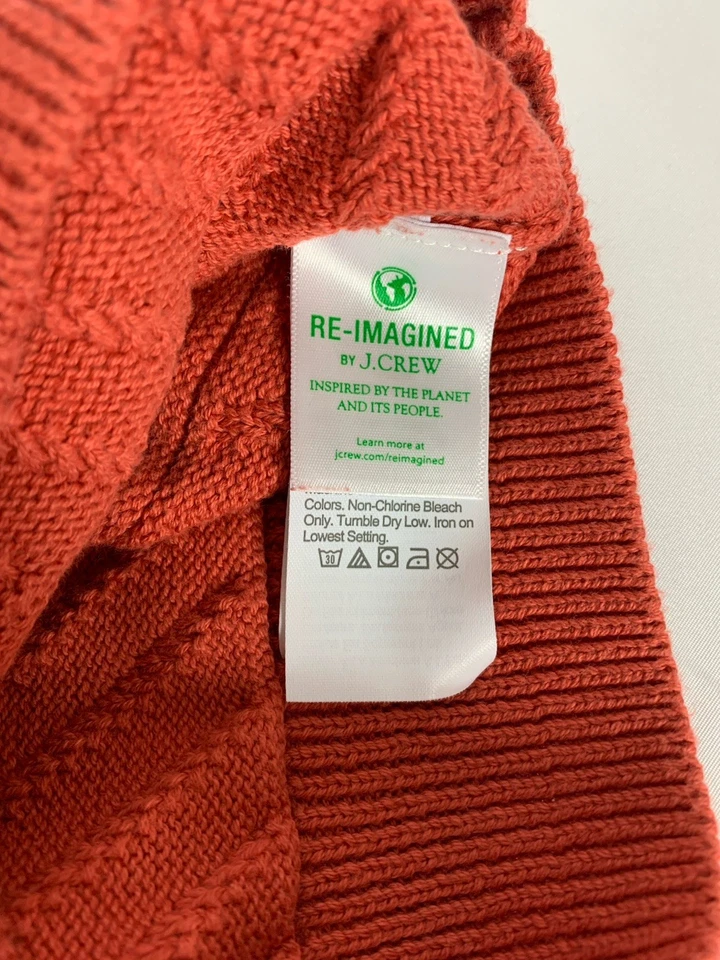 RE-IMAGINED
BY J.CREW
INSPIRED BY THE PLANET
AND ITS PEOPLE.
Learn more at
jcrew.com/reimagined
Colors. Non-Chlorine Bleach
Only. Tumble Dry Low. Iron on
Lowest Setting.
30